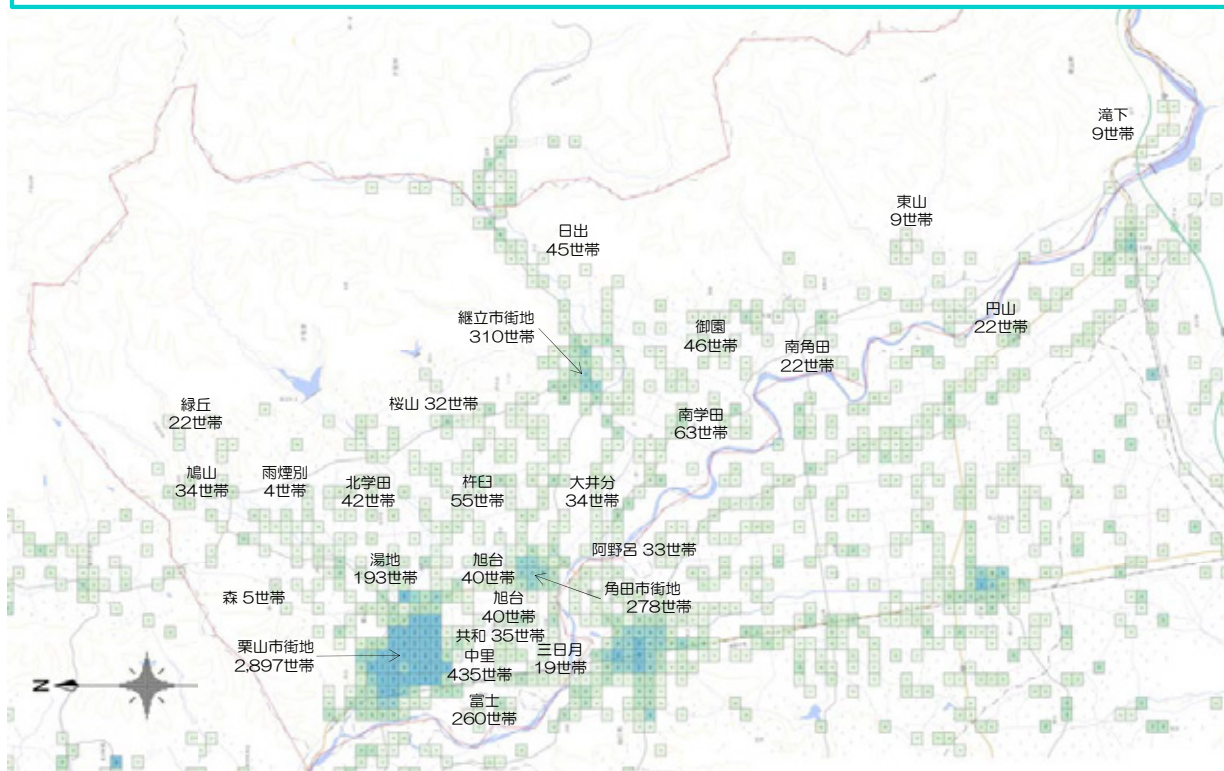 滝下
9世帯
東山
9世帯
日出
45世帯
円山
22世帯
継立市街地
310世帯
御園
46世帯
南角田
22世帯
桜山 32世帯
緑丘
22世帯
南学田
63世帯
鳩山
34世帯
雨煙別
4世帯
北学田
42世帯
杵臼
55世帯
大井分
34世帯
阿野呂 33世帯
湯地
193世帯
旭台
40世帯
角田市街地
278世帯
森 5世帯
旭台
40世帯
共和 35世帯
栗山市街地
2,897世帯
中里
435世帯
三日月
19世帯
富士
260世帯
N